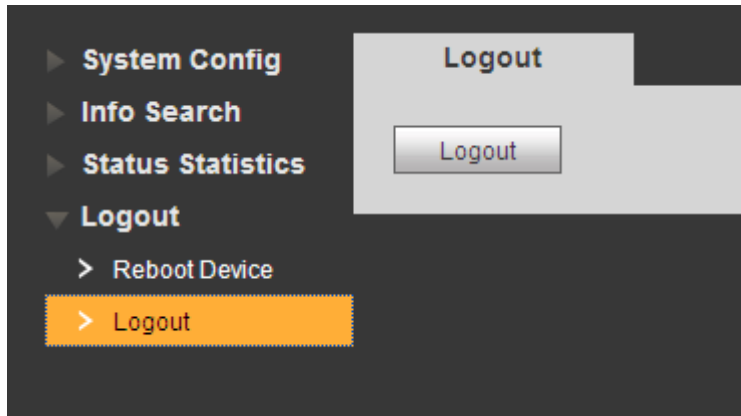 System Config
Info Search
Status Statistics
Logout
Reboot Device
Logout
Logout
Logout